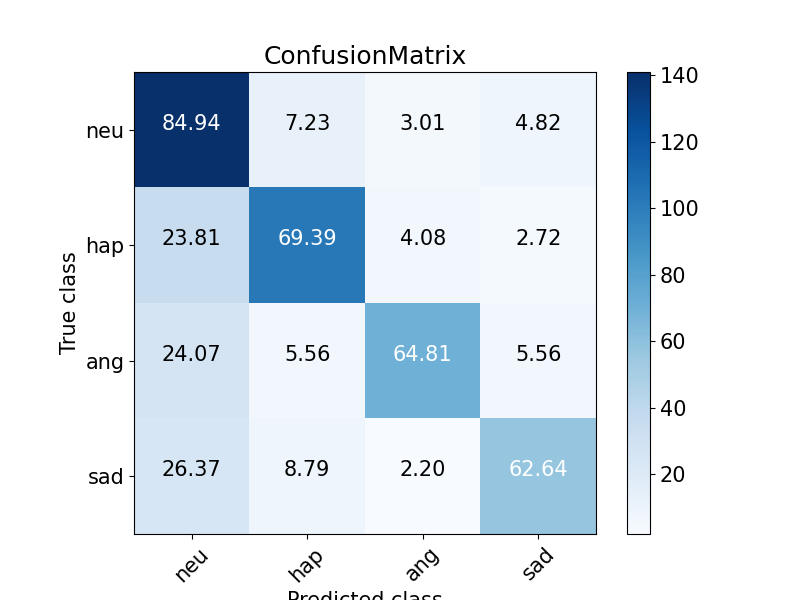 ConfusionMatrix
True class
neu 84.94 7.23 3.01 4.82
hap 23.81 69.39 4.08 2.72
ang 24.07 5.56 64.81 5.56
sad 26.37 8.79 2.20 62.64
neu hap ang sad
Predicted class
140
120
100
80
60
40
20